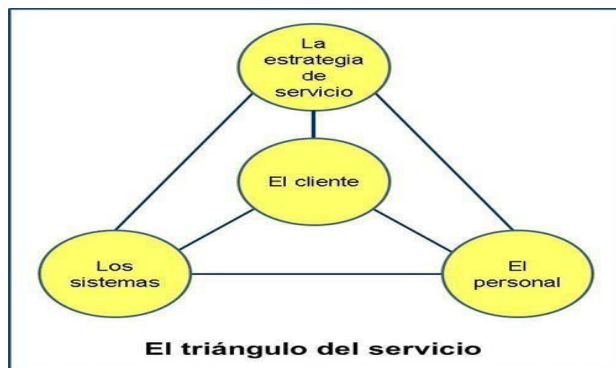 La
estrategia
de
servicio
El cliente
Los
sistemas
El
personal
El triángulo del servicio